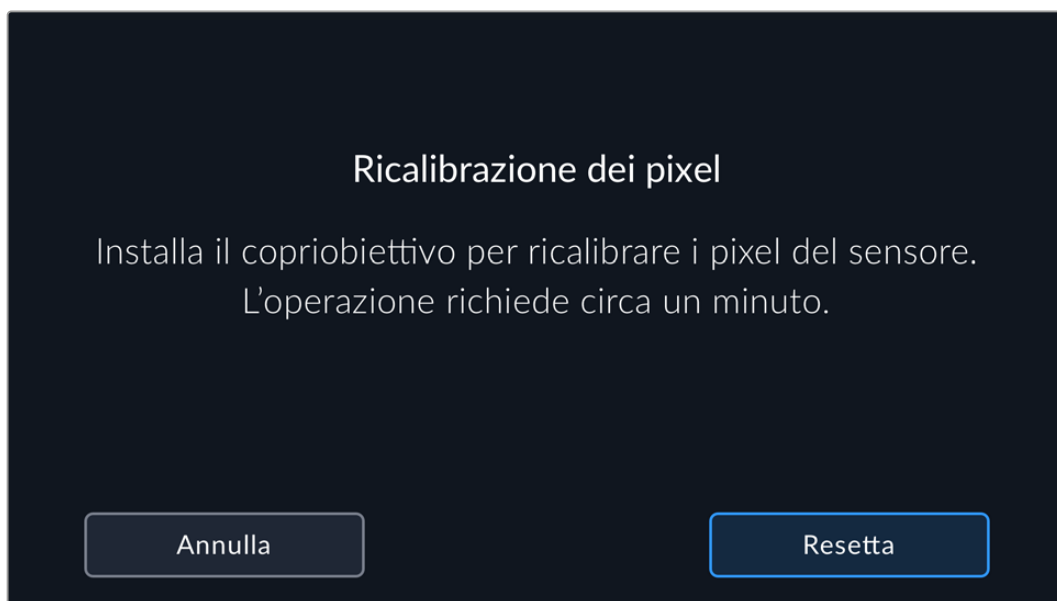 Ricalibrazione dei pixel
Installa il copriobiettivo per ricalibrare i pixel del sensore.
L’operazione richiede circa un minuto.
Annulla
Resetta